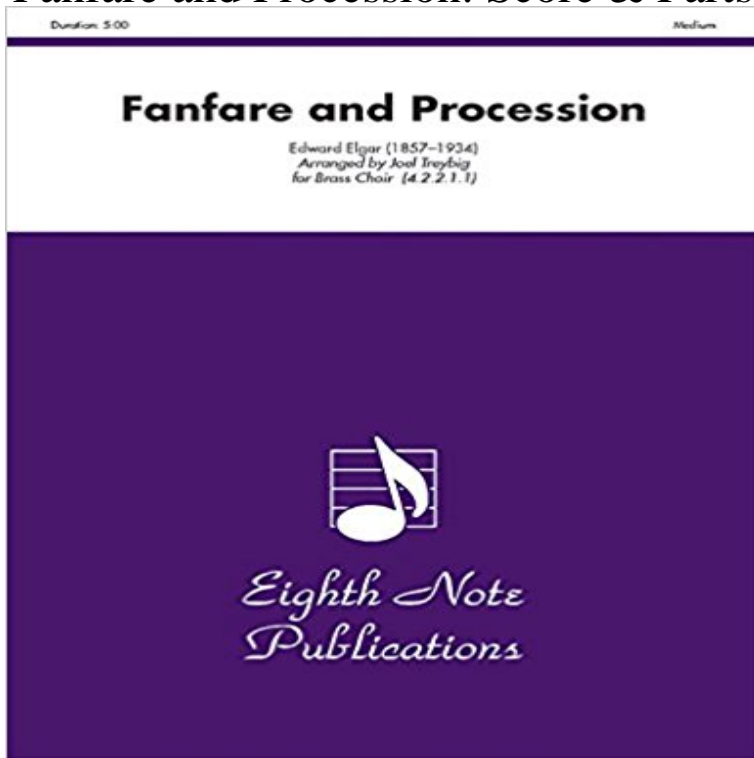 Fanfare and Procession: Score & Parts
Duration: 5:00 Medium
Fanfare and Procession
Edward Elgar (1857–1934)
Arranged by Joel Treybig
for Brass Choir (4.2.2.1.1)
Eighth Note
Publications